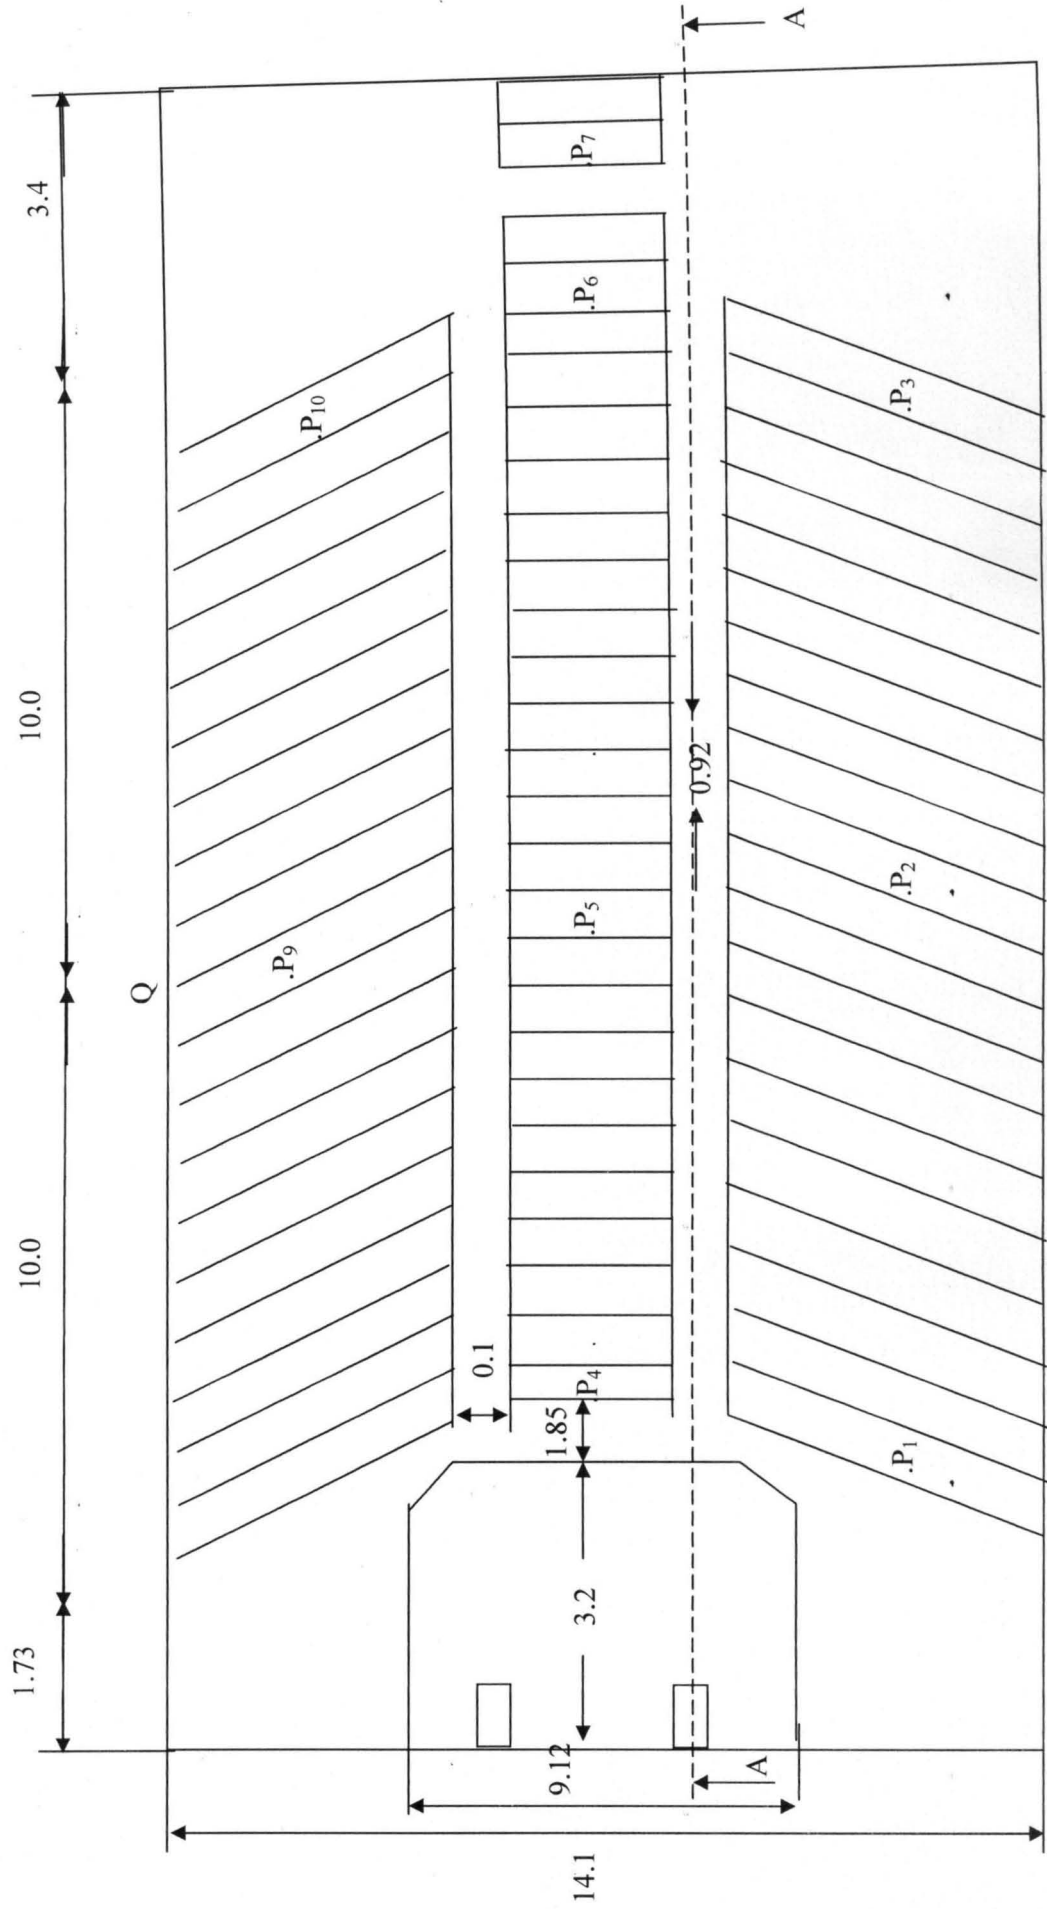 1.73
10.0
10.0
3.4
Q
.P₉
.P₁₀
0.1
14.1
9.12
3.2
1.85
.P₄
.P₅
.P₆
.P₇
A
0.92
A
.P₁
.P₂
.P₃